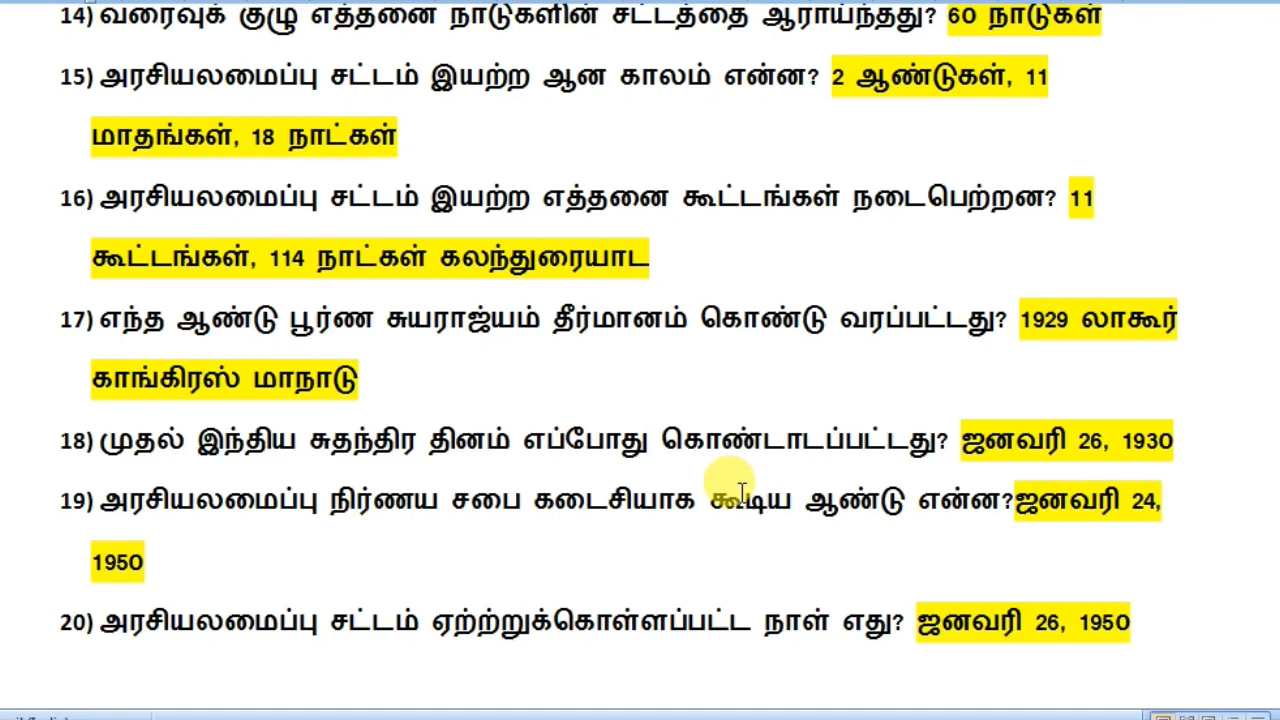 14) வரைவுக் குழு எத்தனை நாடுகளின் சட்டத்தை ஆராய்ந்தது? 60 நாடுகள்
15) அரசியலமைப்பு சட்டம் இயற்ற ஆன காலம் என்ன? 2 ஆண்டுகள், 11
மாதங்கள், 18 நாட்கள்
16) அரசியலமைப்பு சட்டம் இயற்ற எத்தனை கூட்டங்கள் நடைபெற்றன? 11
கூட்டங்கள், 114 நாட்கள் கலந்துரையாட
17) எந்த ஆண்டு பூர்ண சுயராஜ்யம் தீர்மானம் கொண்டு வரப்பட்டது? 1929 லாகூர்
காங்கிரஸ் மாநாடு
18) முதல் இந்திய சுதந்திர தினம் எப்போது கொண்டாடப்பட்டது? ஜனவரி 26, 1930
19) அரசியலமைப்பு நிர்ணய சபை கடைசியாக கூடிய ஆண்டு என்ன?ஜனவரி 24,
1950
20) அரசியலமைப்பு சட்டம் ஏற்ற்றுக்கொள்ளப்பட்ட நாள் எது? ஜனவரி 26, 1950